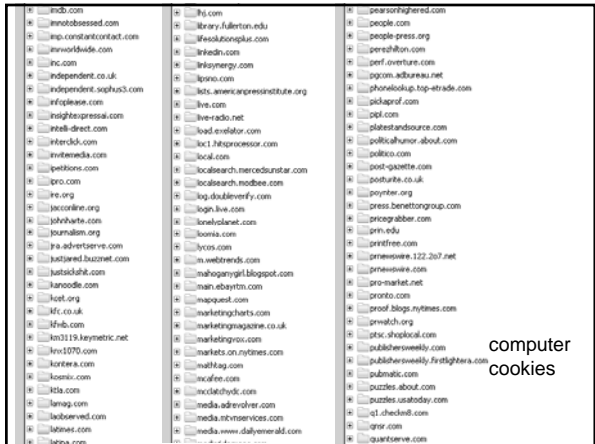 imdb.com
imnotobsessed.com
imp.constantcontact.com
imrworldwide.com
inc.com
independent.co.uk
independent.sophus3.com
infoplease.com
insightexpressai.com
intelli-direct.com
interclick.com
invitemedia.com
ipetitions.com
ipro.com
ire.org
jacconline.org
johnharte.com
journalism.org
jra.advertserve.com
justjared.buzznet.com
justsickshit.com
kanoodle.com
kcet.org
kfc.co.uk
kfwb.com
km3119.keymetric.net
knx1070.com
kontera.com
kosmix.com
ktla.com
lamag.com
laobserved.com
latimes.com
latina.com
lhj.com
library.fullerton.edu
lifesolutionsplus.com
linkedin.com
linksynergy.com
lipsno.com
lists.americanpressinstitute.org
live.com
live-radio.net
load.exelator.com
loc1.hitsprocessor.com
local.com
localsearch.mercedsunstar.com
localsearch.modbee.com
log.doubleverify.com
login.live.com
lonelyplanet.com
loomia.com
lycos.com
m.webtrends.com
mahoganygirl.blogspot.com
main.ebayrtm.com
mapquest.com
marketingcharts.com
marketingmagazine.co.uk
marketingvox.com
markets.on.nytimes.com
mathtag.com
mcafee.com
mcclatchydc.com
media.adrevolver.com
media.mtvnservices.com
media.www.dailyemerald.com
pearsonhighered.com
people.com
people-press.org
perezhilton.com
perf.overture.com
pgcom.adbureau.net
phonelookup.top-etrade.com
pickaprof.com
pipl.com
platestandsource.com
politicalhumor.about.com
politico.com
post-gazette.com
posturite.co.uk
poynter.org
press.benettongroup.com
pricegrabber.com
prin.edu
printfree.com
prnewswire.122.2o7.net
prnewswire.com
pro-market.net
pronto.com
proof.blogs.nytimes.com
prwatch.org
ptsc.shoplocal.com
publishersweekly.com
publishersweekly.firstlightera.com
pubmatic.com
puzzles.about.com
puzzles.usatoday.com
q1.checkm8.com
qnsr.com
quantserve.com
computer
cookies